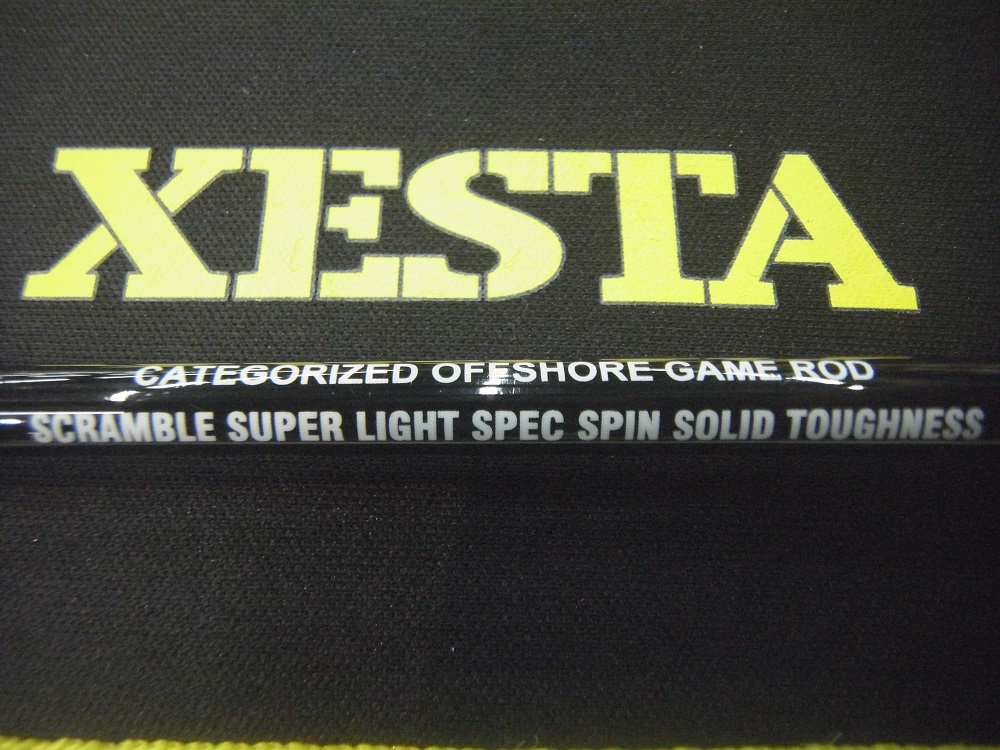 XESTA
CATEGORIZED OFFSHORE GAME ROD
SCRAMBLE SUPER LIGHT SPEC SPIN SOLID TOUGHNESS